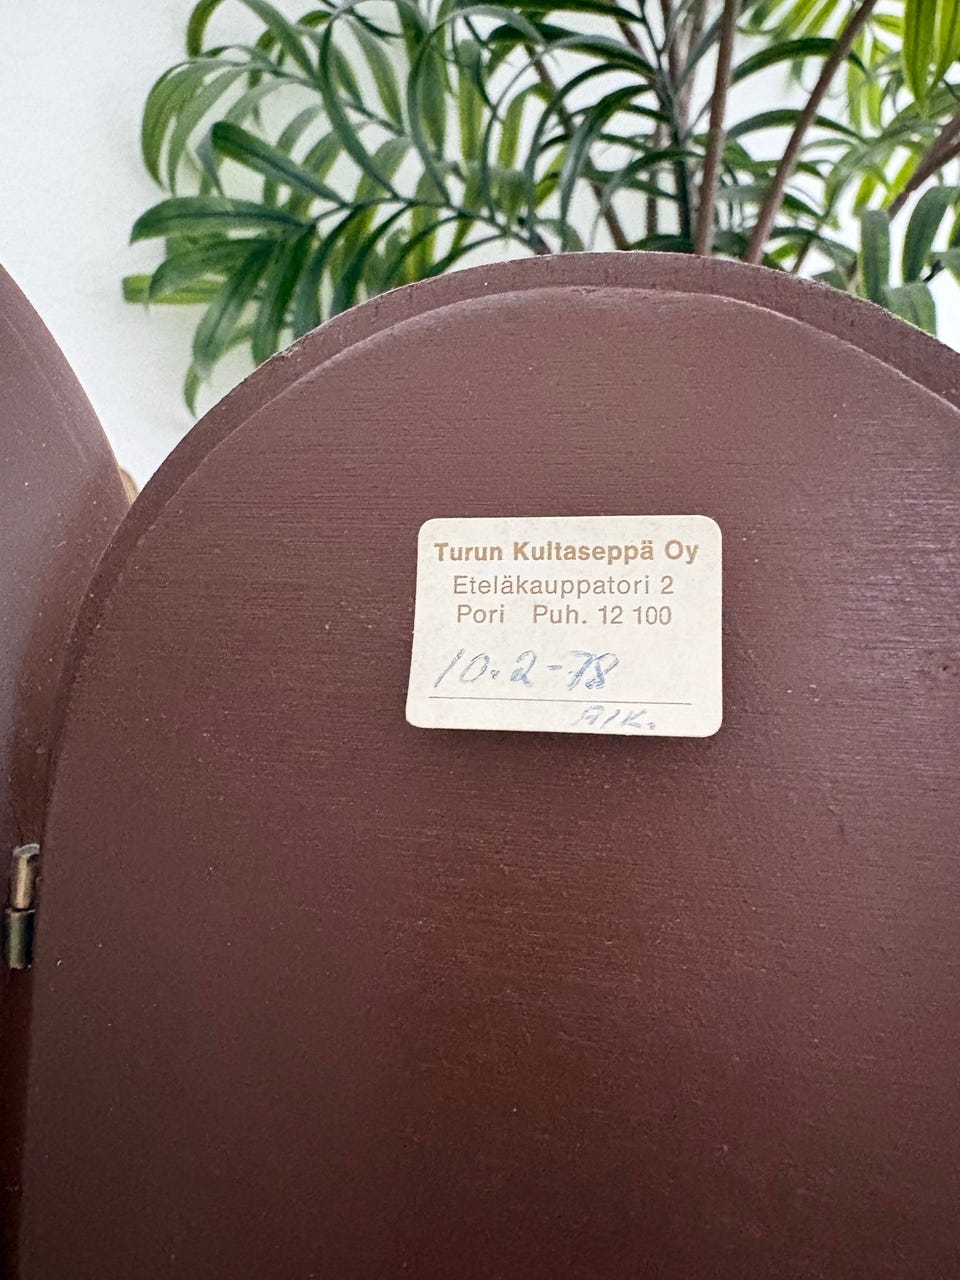 Turun Kultaseppä Oy
Eteläkauppatori 2
Pori Puh. 12 100
10.2-78
AIK.